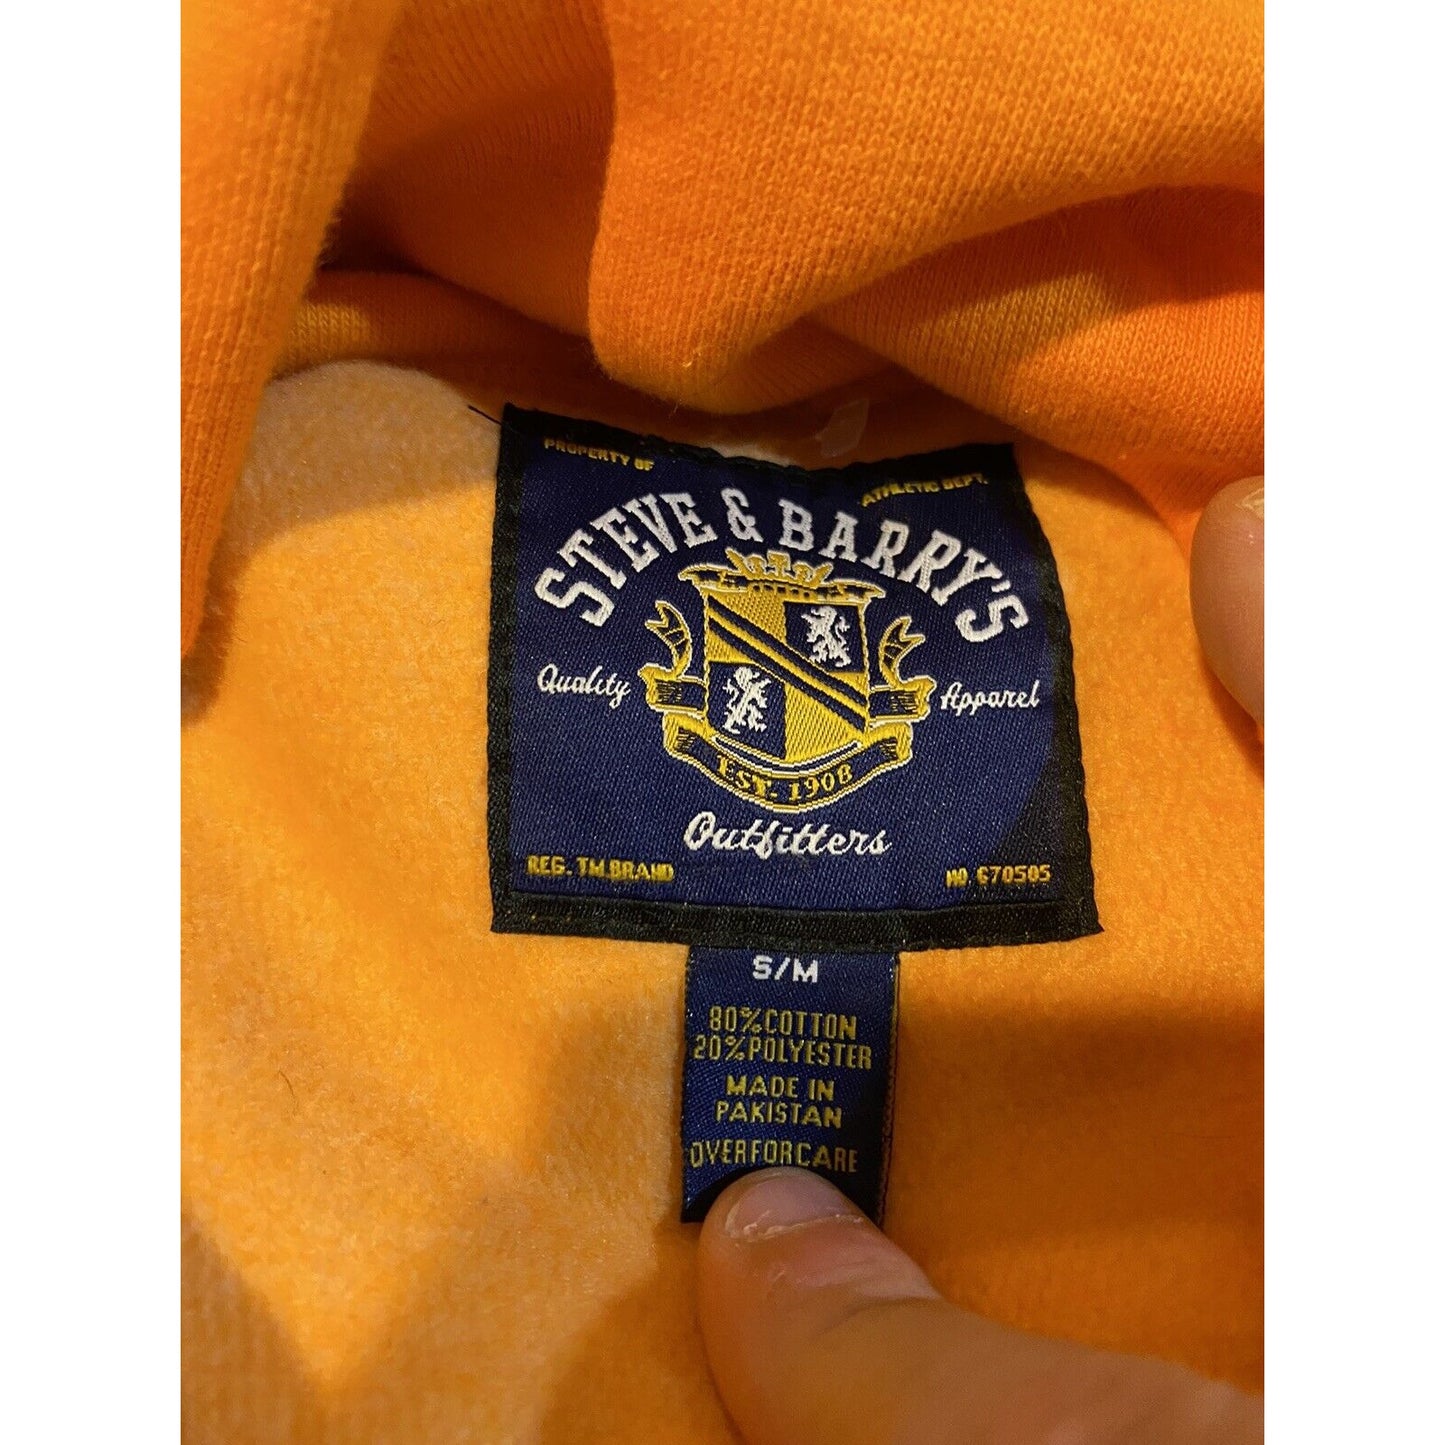 PROPERTY OF
ATHLETIC DEPT.
STEVE & BARRY'S
Quality
Apparel
EST. 1908
Outfitters
REG. TM. BRAND
NO. 670505
S/M
80%COTTON
20%POLYESTER
MADE IN
PAKISTAN
OVER FOR CARE